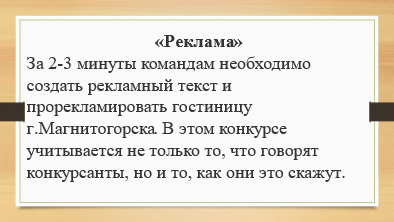 «Реклама»
За 2-3 минуты командам необходимо
создать рекламный текст и
прорекламировать гостиницу
г.Магнитогорска. В этом конкурсе
учитывается не только то, что говорят
конкурсанты, но и то, как они это скажут.